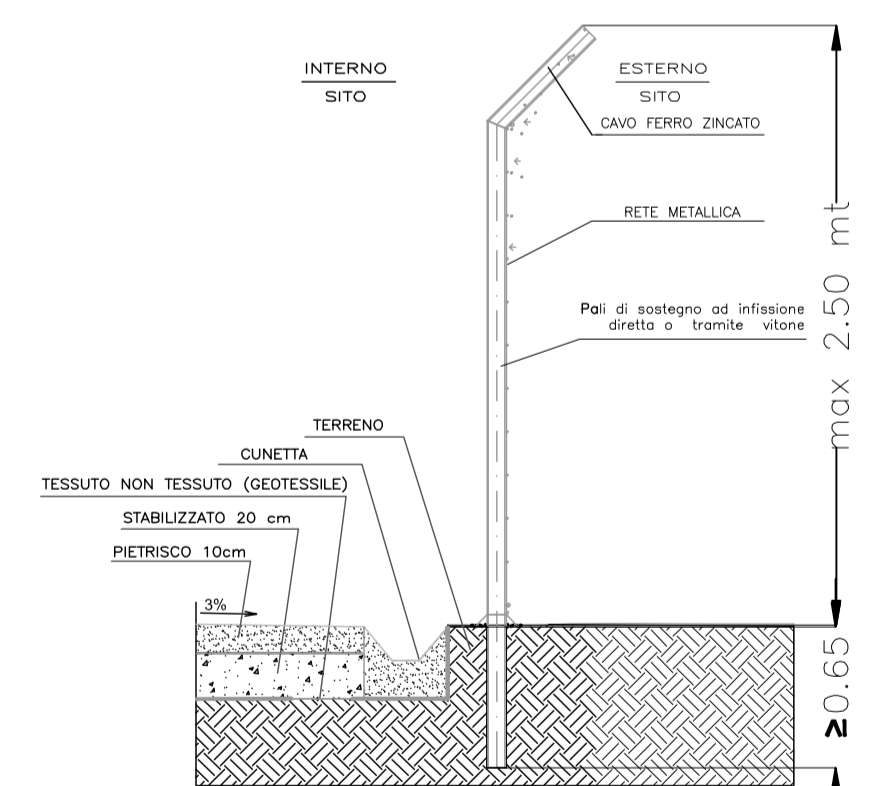 INTERNO
SITO
ESTERNO
SITO
CAVO FERRO ZINCATO
RETE METALLICA
Pali di sostegno ad infissione
diretta o tramite vitone
max 2.50 mt
TERRENO
CUNETTA
TESSUTO NON TESSUTO (GEOTESSILE)
STABILIZZATO 20 cm
PIETRISCO 10cm
3%
≥0.65